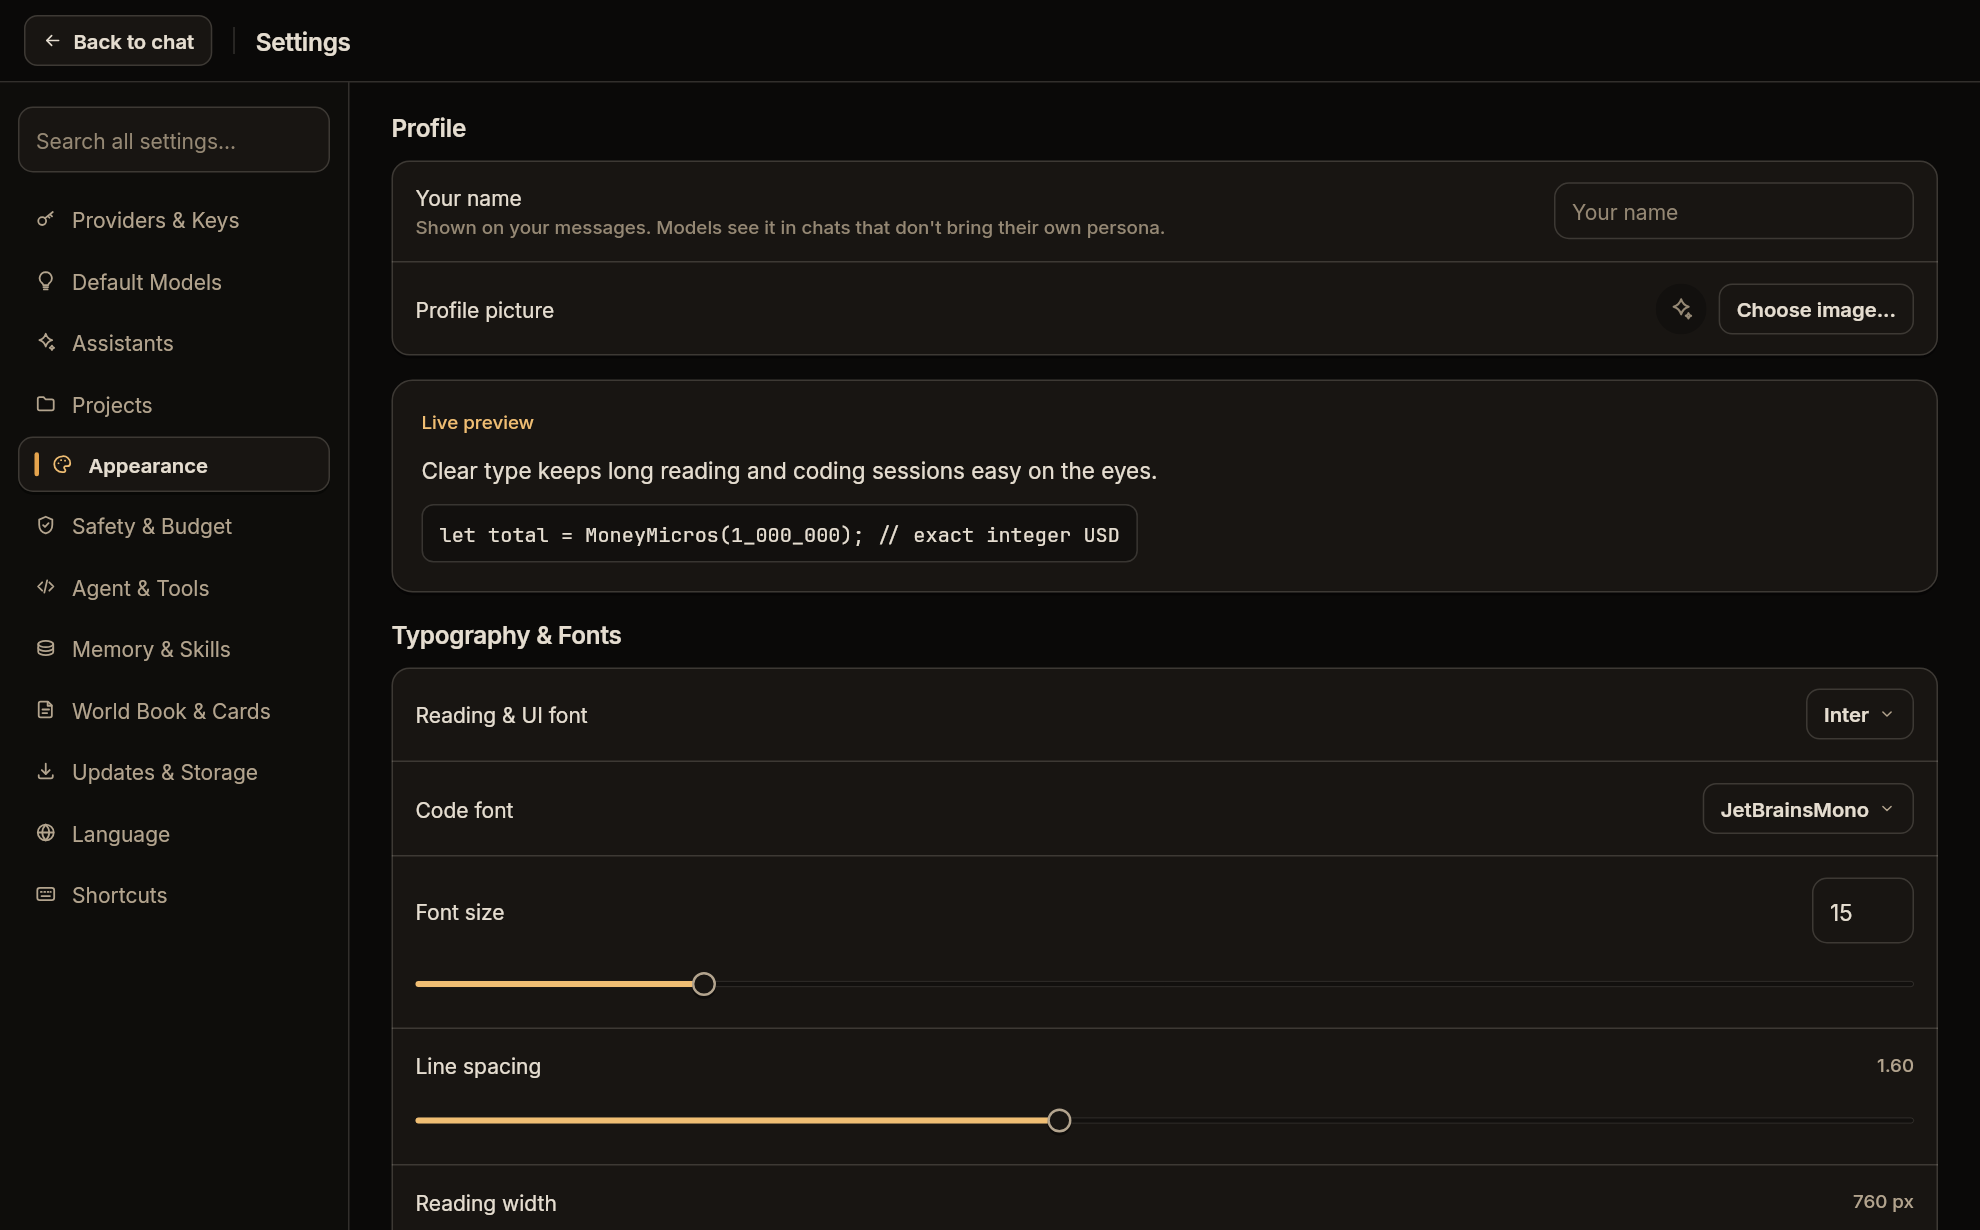 Back to chat
Settings
Search all settings...
Providers & Keys
Default Models
Assistants
Projects
Appearance
Safety & Budget
Agent & Tools
Memory & Skills
World Book & Cards
Updates & Storage
Language
Shortcuts
Profile
Your name
Shown on your messages. Models see it in chats that don't bring their own persona.
Your name
Profile picture
Choose image...
Live preview
Clear type keeps long reading and coding sessions easy on the eyes.
let total = MoneyMicros(1_000_000); // exact integer USD
Typography & Fonts
Reading & UI font
Inter
Code font
JetBrainsMono
Font size
15
Line spacing
1.60
Reading width
760 px